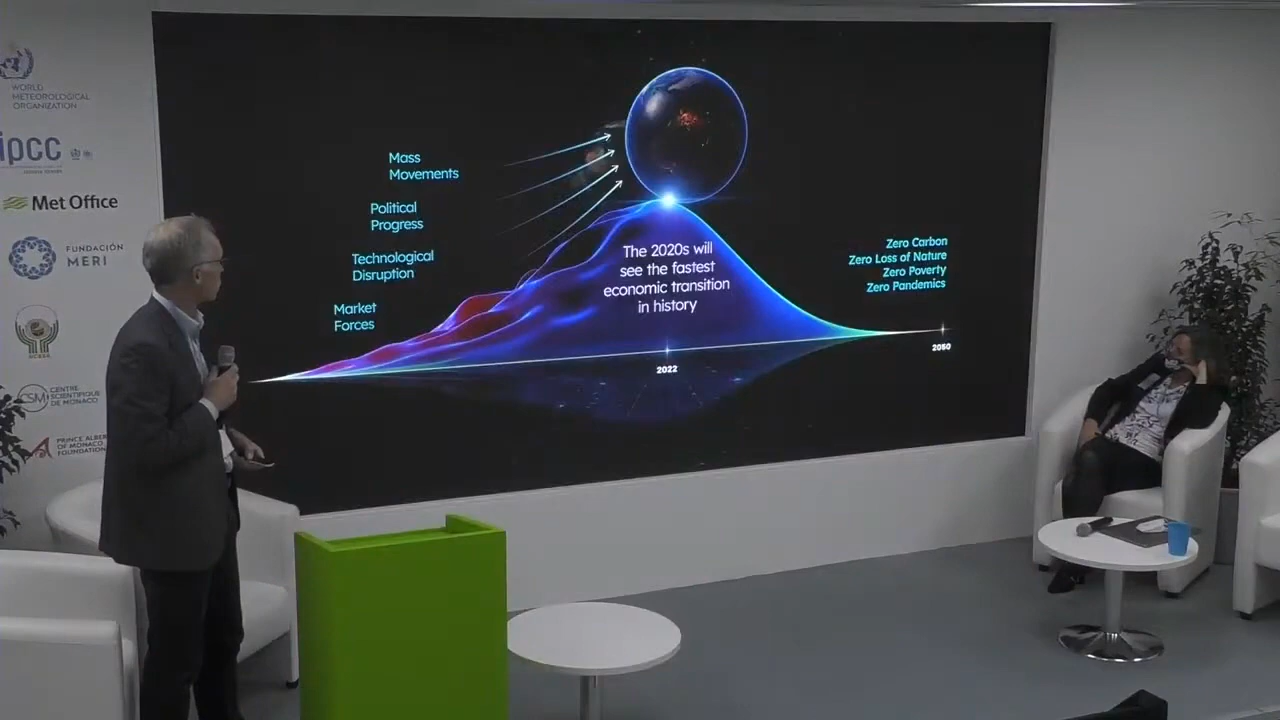 WORLD
METEOROLOGICAL
ORGANIZATION
ipcc
Met Office
FUNDACIÓN
MERI
CSM
CENTRE
SCIENTIFIQUE
DE MONACO
PRINCE ALBER
OF MONACO
FOUNDATION
Mass
Movements
Political
Progress
Technological
Disruption
Market
Forces
The 2020s will
see the fastest
economic transition
in history
2022
Zero Carbon
Zero Loss of Nature
Zero Poverty
Zero Pandemics
2050